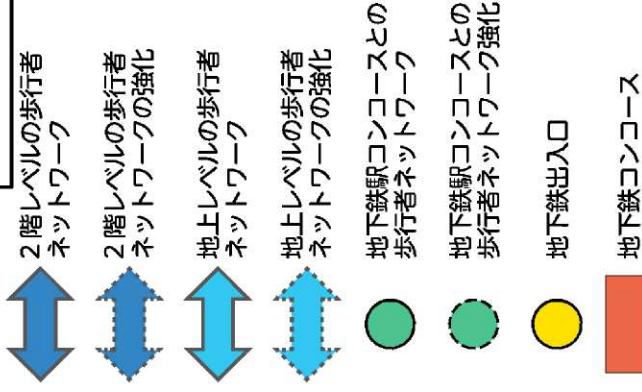 2階レベルの歩行者
ネットワーク
2階レベルの歩行者
ネットワークの強化
地上レベルの歩行者
ネットワーク
地上レベルの歩行者
ネットワークの強化
地下鉄駅コンコースとの
歩行者ネットワーク
地下鉄駅コンコースとの
歩行者ネットワーク強化
地下鉄出入口
地下鉄コンコース